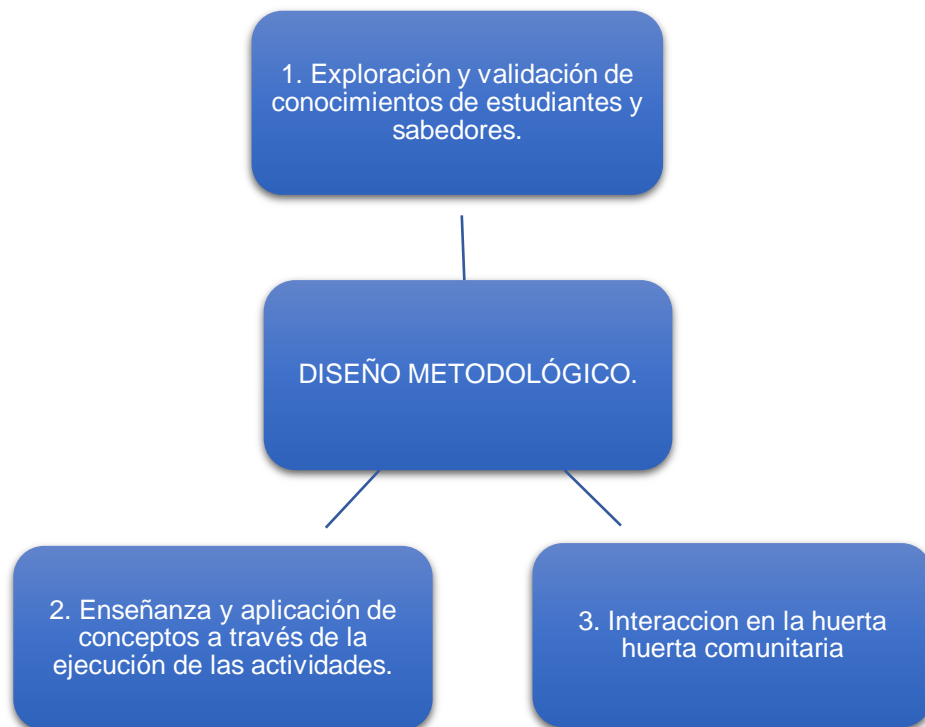 1. Exploración y validación de
conocimientos de estudiantes y
sabedores.
DISEÑO METODOLÓGICO.
2. Enseñanza y aplicación de
conceptos a través de la
ejecución de las actividades.
3. Interaccion en la huerta
huerta comunitaria